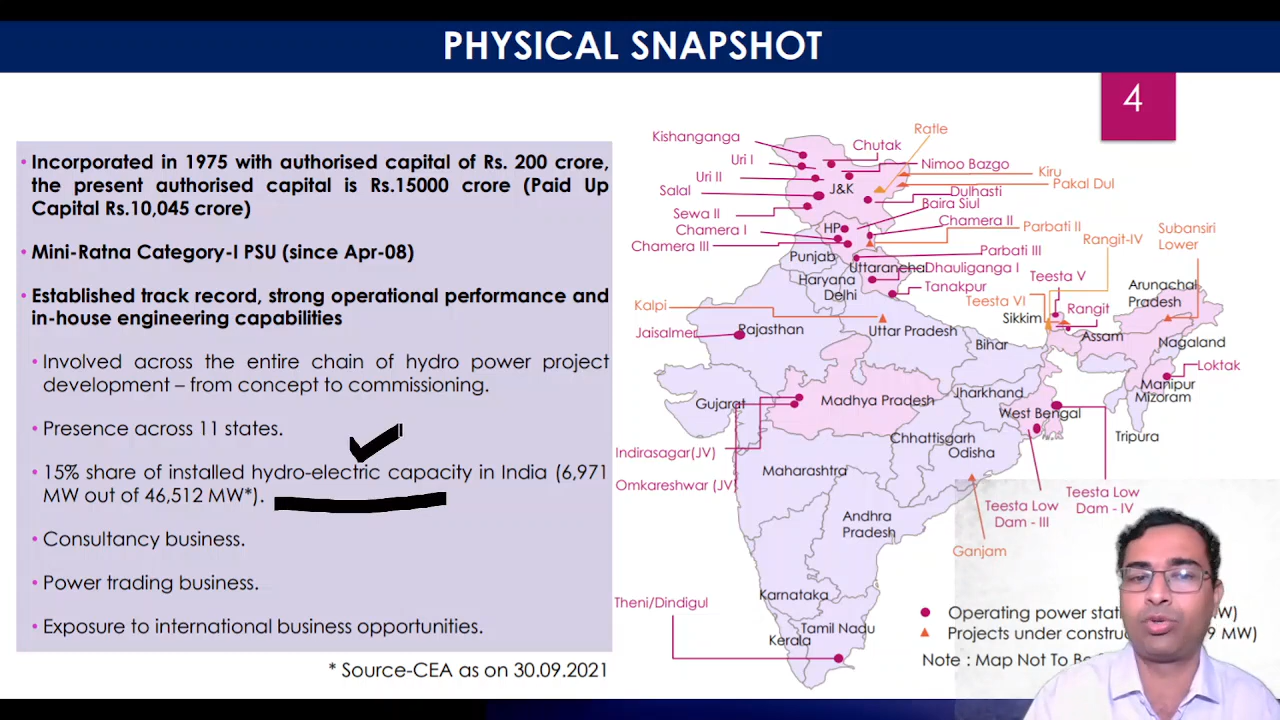 PHYSICAL SNAPSHOT
4
• Incorporated in 1975 with authorised capital of Rs. 200 crore,
the present authorised capital is Rs.15000 crore (Paid Up
Capital Rs.10,045 crore)
• Mini-Ratna Category-I PSU (since Apr-08)
• Established track record, strong operational performance and
in-house engineering capabilities
• Involved across the entire chain of hydro power project
development – from concept to commissioning.
• Presence across 11 states.
• 15% share of installed hydro-electric capacity in India (6,971
MW out of 46,512 MW*).
• Consultancy business.
• Power trading business.
• Exposure to international business opportunities.
* Source-CEA as on 30.09.2021
Kishanganga
Uri I
Uri II
Salal
Sewa II
Chamera I
Chamera III
Chutak
Ratle
Nimoo Bazgo
Kiru
Pakal Dul
Dulhasti
Baira Siul
Chamera II
Parbati II
Parbati III
Rangit-IV
Subansiri
Lower
J&K
HP
Punjab
Uttaranchal
Dhauliganga I
Tanakpur
Haryana
Delhi
Teesta V
Teesta VI
Rangit
Sikkim
Arunachal
Pradesh
Assam
Nagaland
Loktak
Manipur
Mizoram
Tripura
Kalpi
Jaisalmer
Rajasthan
Uttar Pradesh
Bihar
Gujarat
Madhya Pradesh
Jharkhand
West Bengal
Chhattisgarh
Odisha
Indirasagar(JV)
Omkareshwar (JV
Maharashtra
Andhra
Pradesh
Teesta Low
Dam - III
Teesta Low
Dam - IV
Ganjam
Theni/Dindigul
Karnataka
Tamil Nadu
Kerala
Operating power stat W)
Projects under constru 9 MW)
Note : Map Not To Be